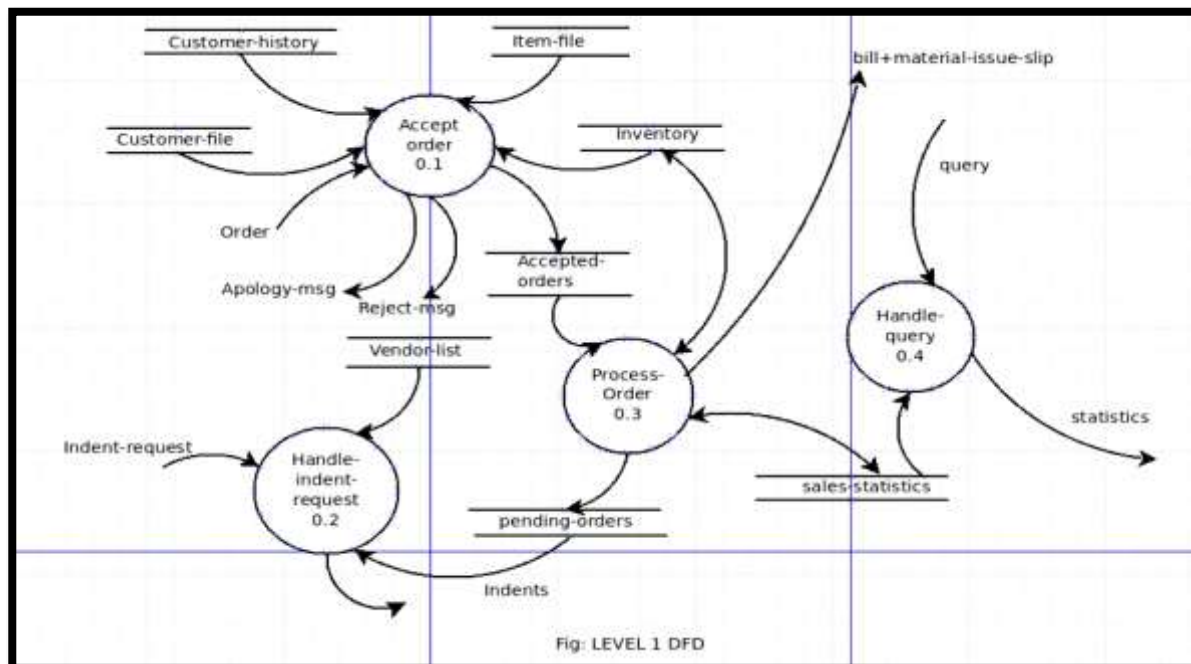 Customer-history
Item-file
bill+material-issue-slip
Accept
order
0.1
Customer-file
Inventory
query
Order
Accepted-
orders
Apology-msg
Reject-msg
Handle-
query
0.4
Vendor-list
Process-
Order
0.3
statistics
Indent-request
Handle-
indent-
request
0.2
sales-statistics
pending-orders
Indents
Fig: LEVEL 1 DFD